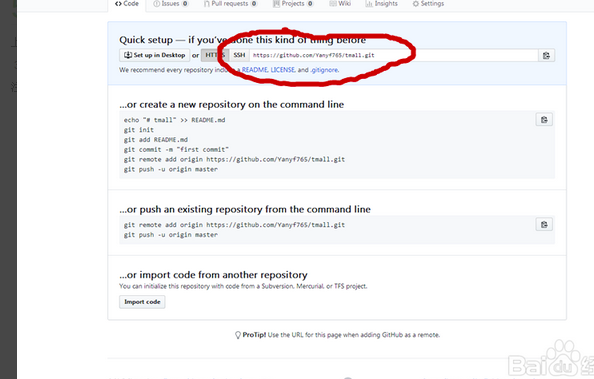 Code Issues 0 Pull requests 0 Projects 0 Wiki Insights Settings
Quick setup — if you've done this kind of thing before
Set up in Desktop or HTTPS SSH https://github.com/Yanyf765/tmall.git
We recommend every repository include a README, LICENSE, and .gitignore.
...or create a new repository on the command line
echo "# tmall" >> README.md
git init
git add README.md
git commit -m "first commit"
git remote add origin https://github.com/Yanyf765/tmall.git
git push -u origin master
...or push an existing repository from the command line
git remote add origin https://github.com/Yanyf765/tmall.git
git push -u origin master
...or import code from another repository
You can initialize this repository with code from a Subversion, Mercurial, or TFS project.
Import code
ProTip! Use the URL for this page when adding GitHub as a remote.
Bai du